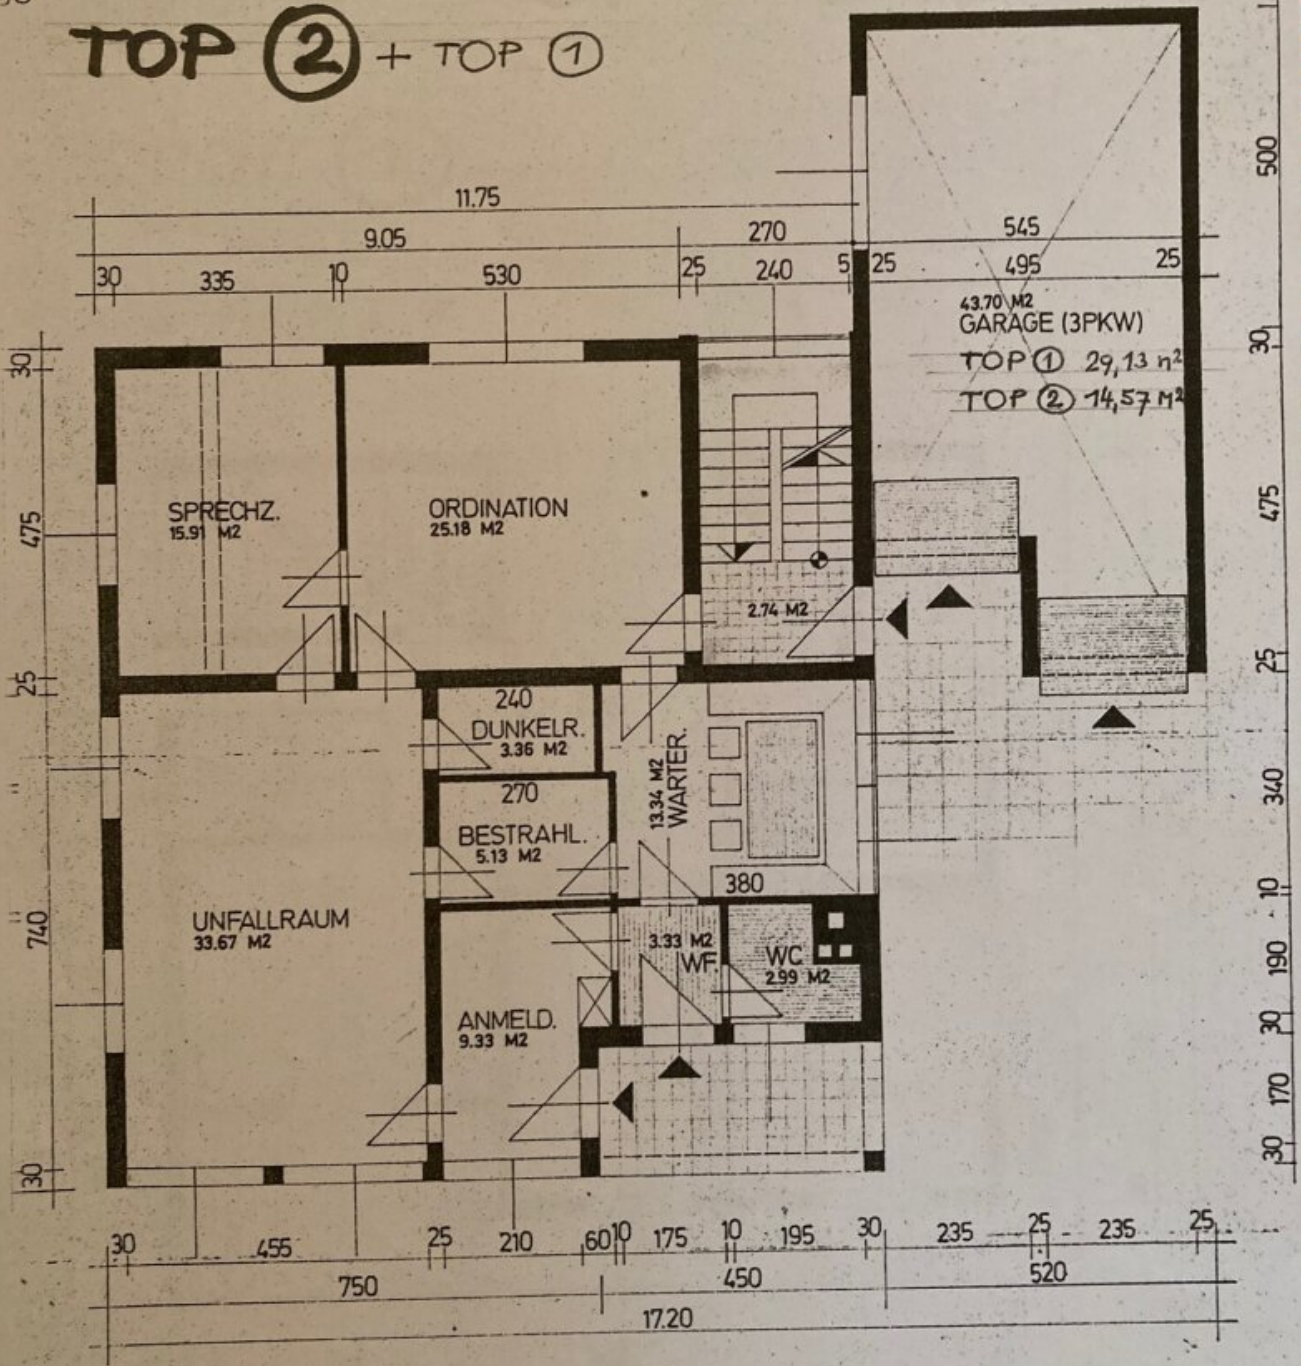 TOP ② + TOP ①
11.75
9.05
270
545
30
335
10
530
25
240
5
25
495
25
500
43.70 M2
GARAGE (3PKW)
TOP ① 29,13 m²
TOP ② 14,57 M²
30
30
475
SPRECHZ.
15.91 M2
ORDINATION
25.18 M2
475
2.74 M2
25
25
240
DUNKELR.
3.36 M2
13.34 M2
WARTER.
270
BESTRAHL.
5.13 M2
340
380
10
740
UNFALLRAUM
33.67 M2
3.33 M2
WF.
WC
2.99 M2
190
ANMELD.
9.33 M2
30
170
30
30
30
455
25
210
60
10
175
10
195
30
235
25
235
25
750
450
520
17.20